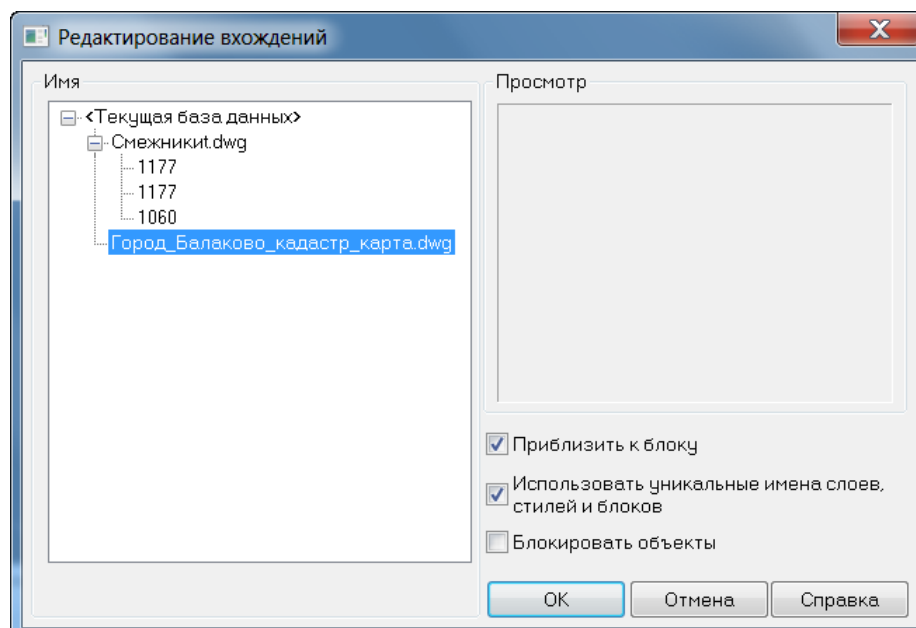 Редактирование вхождений
Имя
<Текущая база данных>
Смежникиt.dwg
1177
1177
1060
Город_Балаково_кадастр_карта.dwg
Просмотр
Приблизить к блоку
Использовать уникальные имена слоев,
стилей и блоков
Блокировать объекты
ОК
Отмена
Справка